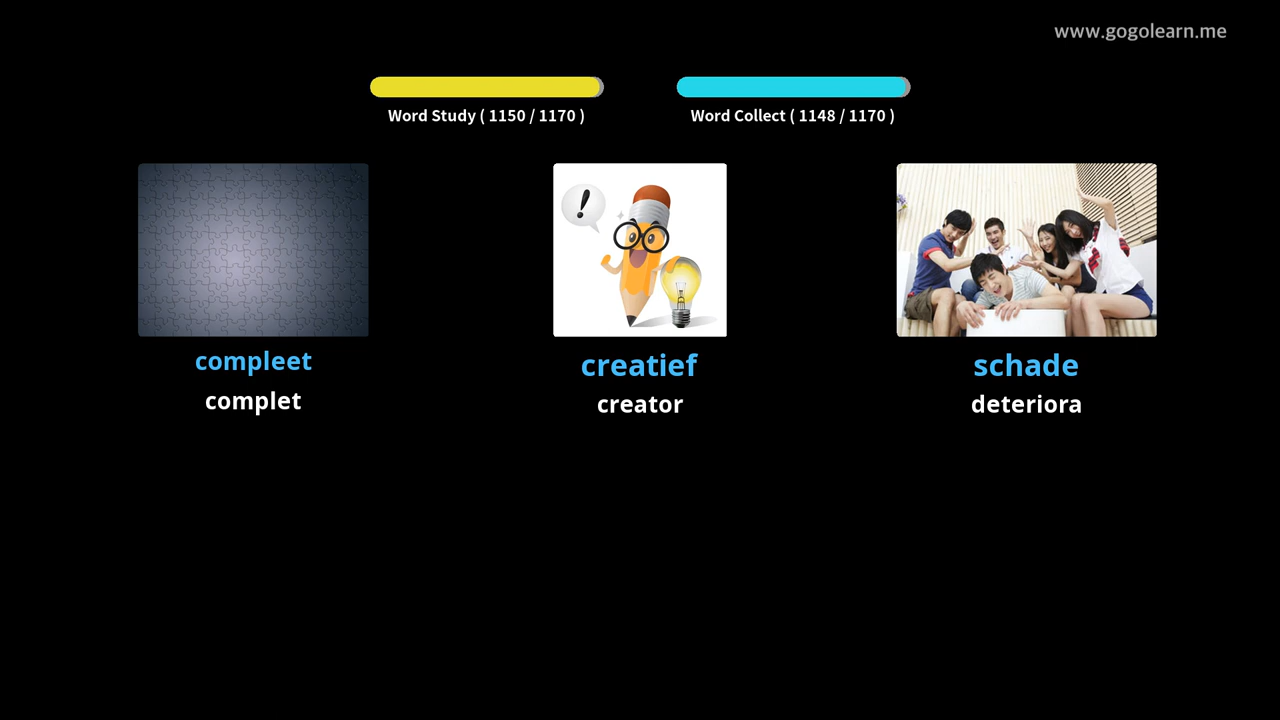 www.gogolearn.me
Word Study ( 1150 / 1170 )
Word Collect ( 1148 / 1170 )
compleet
complet
creatief
creator
schade
deteriora